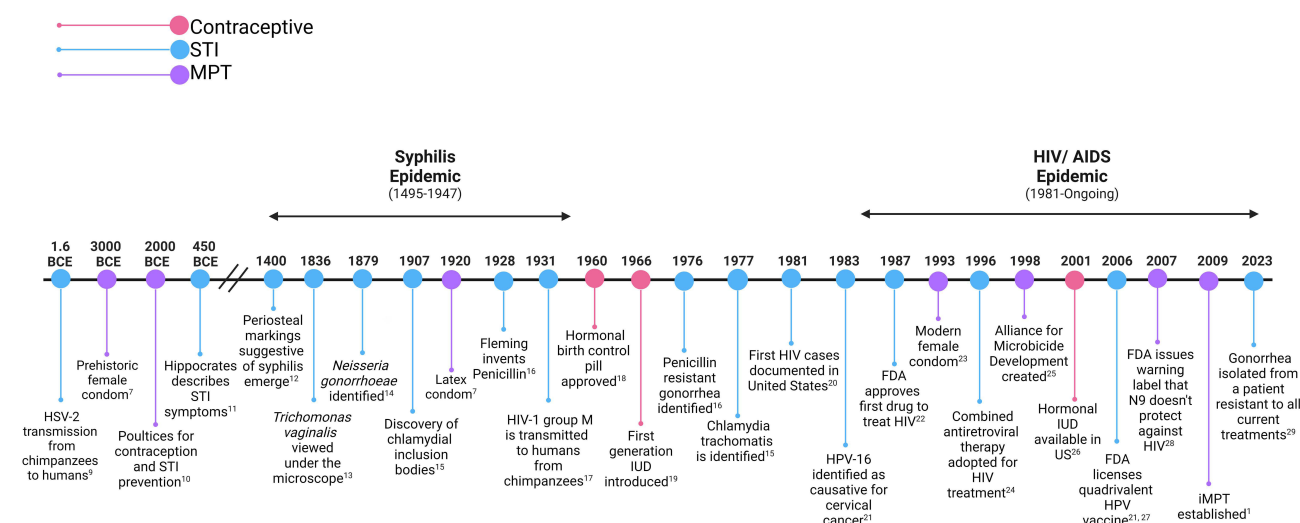 Contraceptive
STI
MPT
Syphilis
Epidemic
(1495-1947)
HIV/ AIDS
Epidemic
(1981-Ongoing)
1.6
BCE
HSV-2
transmission
from
chimpanzees
to humans9
3000
BCE
Prehistoric
female
condom7
2000
BCE
Poultices for
contraception
and STI
prevention10
450
BCE
Hippocrates
describes
STI
symptoms11
1400
Periosteal
markings
suggestive
of syphilis
emerge12
1836
Trichomonas
vaginalis
viewed
under the
microscope13
1879
Neisseria
gonorrhoeae
identified14
1907
Discovery of
chlamydial
inclusion
bodies15
1920
Latex
condom7
1928
Fleming
invents
Penicillin16
1931
HIV-1 group M
is transmitted
to humans
from
chimpanzees17
1960
Hormonal
birth control
pill
approved18
1966
First
generation
IUD
introduced19
1976
Penicillin
resistant
gonorrhea
identified16
1977
Chlamydia
trachomatis
is identified15
1981
First HIV cases
documented in
United States20
1983
HPV-16
identified as
causative for
cervical
cancer21
1987
FDA
approves
first drug to
treat HIV22
1993
Modern
female
condom23
1996
Combined
antiretroviral
therapy
adopted for
HIV
treatment24
1998
Alliance for
Microbicide
Development
created25
2001
Hormonal
IUD
available in
US26
2006
FDA
licenses
quadrivalent
HPV
vaccine21, 27
2007
FDA issues
warning
label that
N9 doesn't
protect
against
HIV28
2009
iMPT
established1
2023
Gonorrhea
isolated from
a patient
resistant to all
current
treatments29